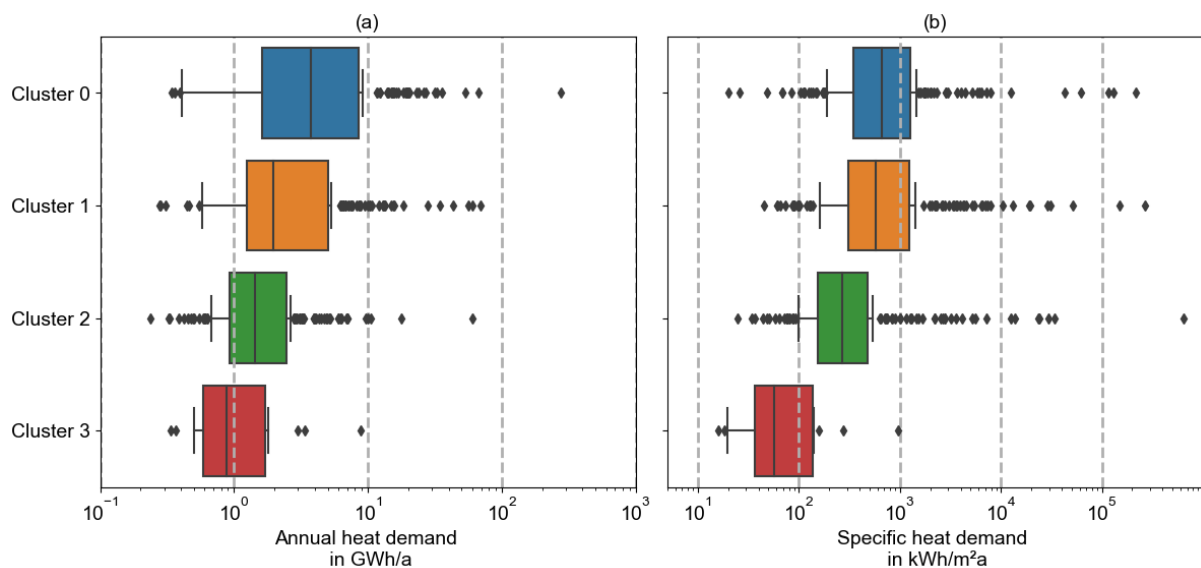 (a)
(b)
Cluster 0
Cluster 1
Cluster 2
Cluster 3
10⁻¹ 10⁰ 10¹ 10² 10³
10¹ 10² 10³ 10⁴ 10⁵
Annual heat demand
in GWh/a
Specific heat demand
in kWh/m²a